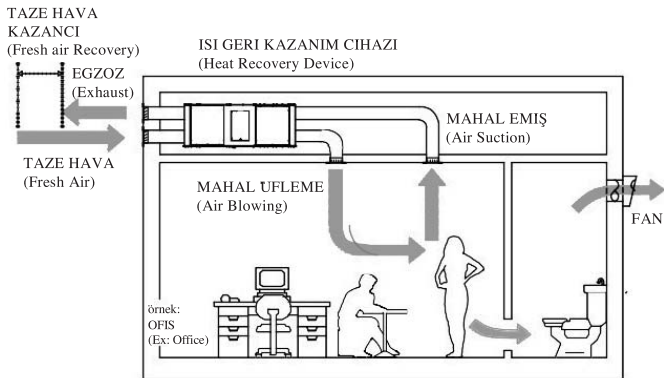 TAZE HAVA
KAZANCI
(Fresh air Recovery)
EGZOZ
(Exhaust)
TAZE HAVA
(Fresh Air)
ISI GERI KAZANIM CIHAZI
(Heat Recovery Device)
MAHAL EMIŞ
(Air Suction)
MAHAL ÜFLEME
(Air Blowing)
FAN
örnek:
OFIS
(Ex: Office)